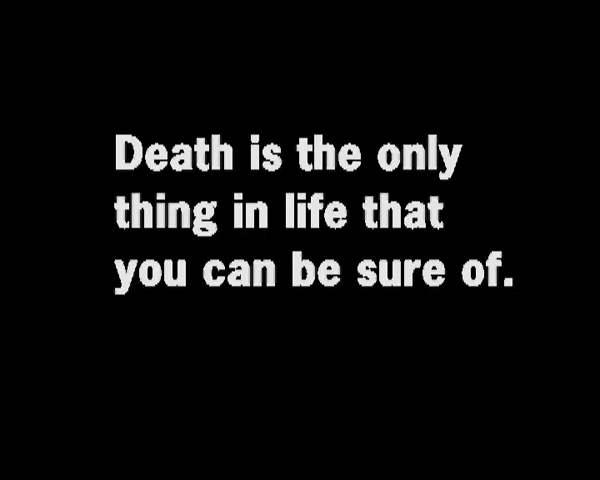 Death is the only
thing in life that
you can be sure of.